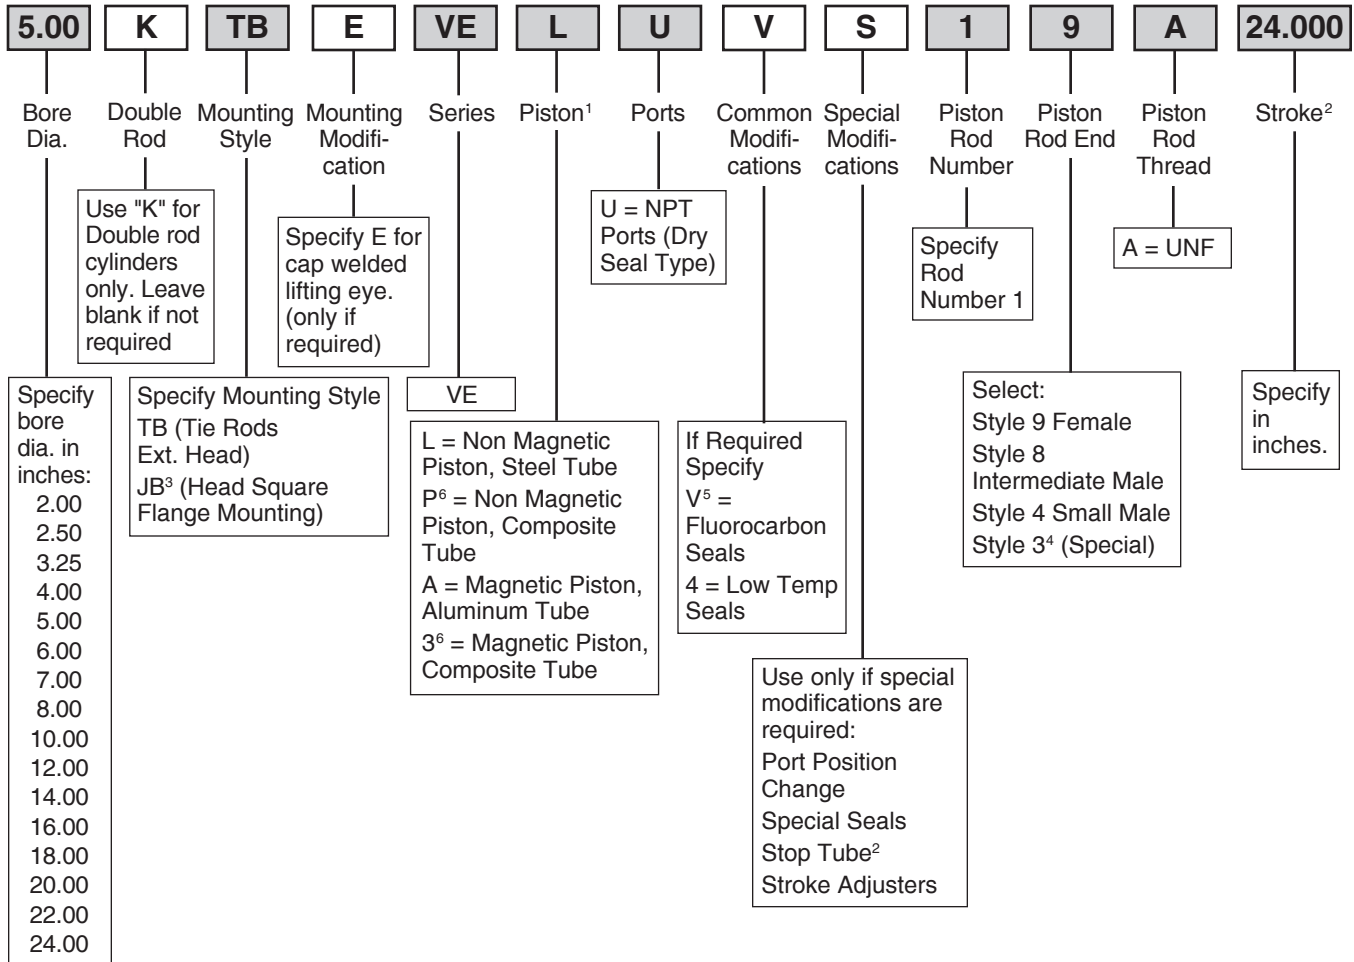 5.00 K TB E VE L U V S 1 9 A 24.000
Bore
Dia.
Double
Rod
Mounting
Style
Mounting
Modifi-
cation
Series
Piston¹
Ports
Common
Modifi-
cations
Special
Modifi-
cations
Piston
Rod
Number
Piston
Rod End
Piston
Rod
Thread
Stroke²
Use "K" for
Double rod
cylinders
only. Leave
blank if not
required
Specify E for
cap welded
lifting eye.
(only if
required)
U = NPT
Ports (Dry
Seal Type)
Specify
Rod
Number 1
A = UNF
Specify
bore
dia. in
inches:
2.00
2.50
3.25
4.00
5.00
6.00
7.00
8.00
10.00
12.00
14.00
16.00
18.00
20.00
22.00
24.00
Specify Mounting Style
TB (Tie Rods
Ext. Head)
JB³ (Head Square
Flange Mounting)
VE
L = Non Magnetic
Piston, Steel Tube
P⁶ = Non Magnetic
Piston, Composite
Tube
A = Magnetic Piston,
Aluminum Tube
3⁶ = Magnetic Piston,
Composite Tube
If Required
Specify
V⁵ =
Fluorocarbon
Seals
4 = Low Temp
Seals
Use only if special
modifications are
required:
Port Position
Change
Special Seals
Stop Tube²
Stroke Adjusters
Select:
Style 9 Female
Style 8
Intermediate Male
Style 4 Small Male
Style 3⁴ (Special)
Specify
in
inches.